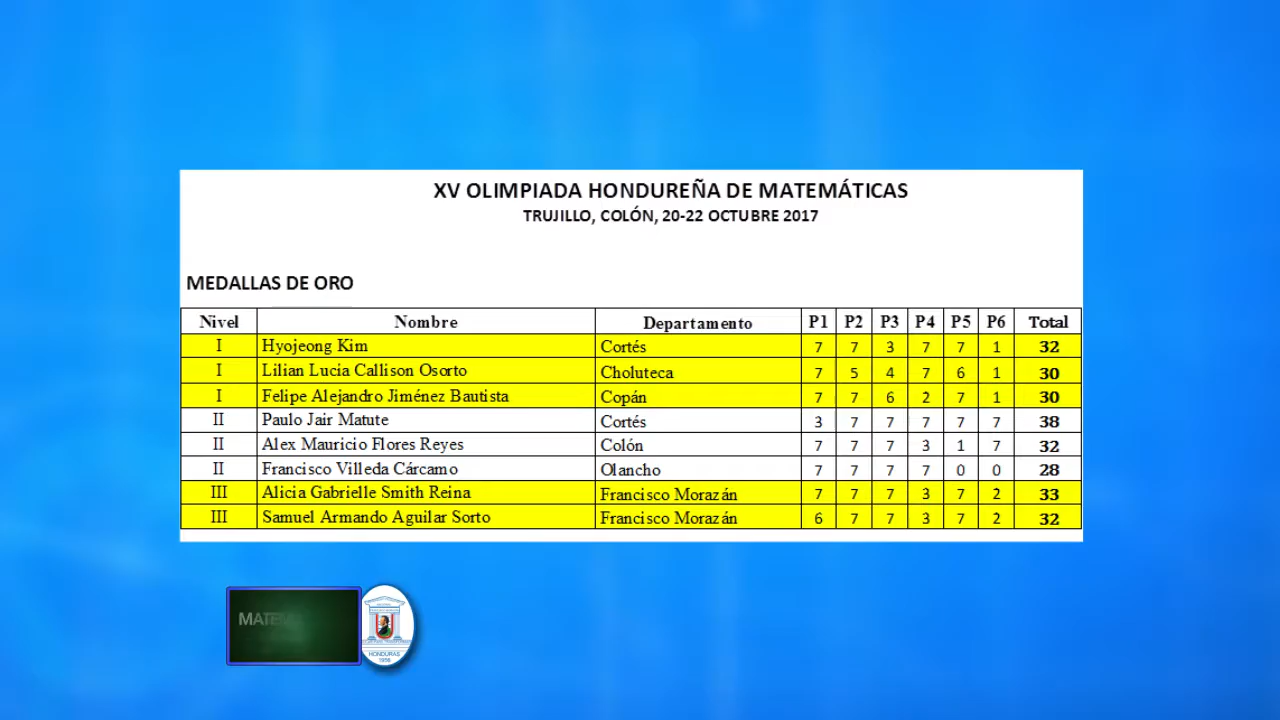 XV OLIMPIADA HONDUREÑA DE MATEMÁTICAS
TRUJILLO, COLÓN, 20-22 OCTUBRE 2017
MEDALLAS DE ORO
Nivel Nombre Departamento P1 P2 P3 P4 P5 P6 Total
I Hyojeong Kim Cortés 7 7 3 7 7 1 32
I Lilian Lucia Callison Osorto Choluteca 7 5 4 7 6 1 30
I Felipe Alejandro Jiménez Bautista Copán 7 7 6 2 7 1 30
II Paulo Jair Matute Cortés 3 7 7 7 7 7 38
II Alex Mauricio Flores Reyes Colón 7 7 7 3 1 7 32
II Francisco Villeda Cárcamo Olancho 7 7 7 7 0 0 28
III Alicia Gabrielle Smith Reina Francisco Morazán 7 7 7 3 7 2 33
III Samuel Armando Aguilar Sorto Francisco Morazán 6 7 7 3 7 2 32
MATEM
HONDURAS
1956